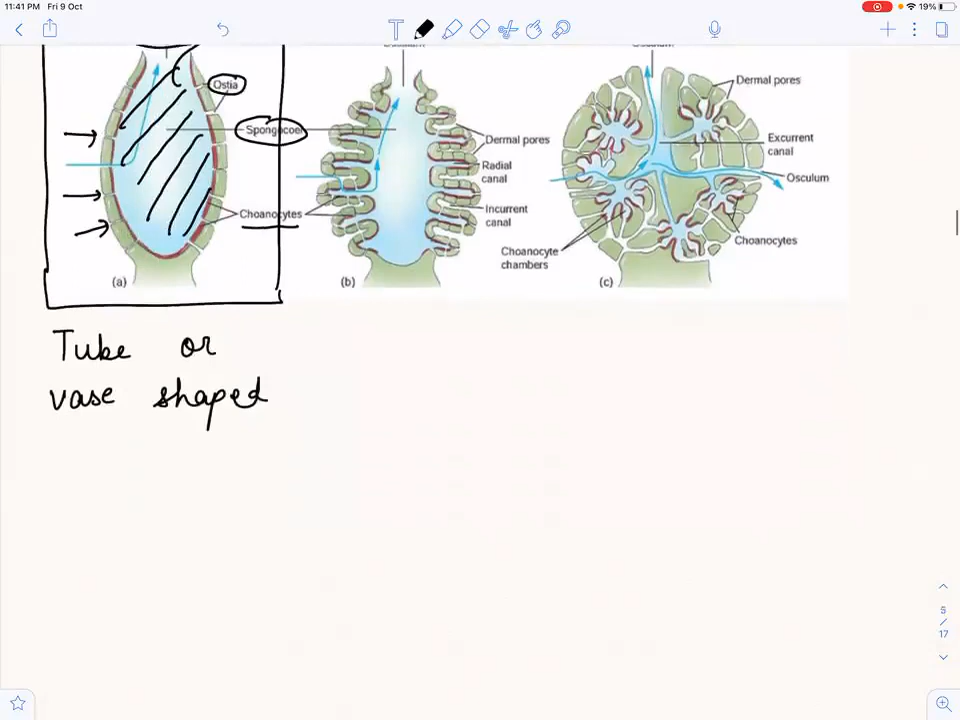 11:41 PM Fri 9 Oct
19%
T
Ostia
Spongocoel
Choanocytes
(a)
Dermal pores
Radial
canal
Incurrent
canal
(b)
Osculum
Dermal pores
Excurrent
canal
Osculum
Choanocytes
Choanocyte
chambers
(c)
Tube or
vase shaped
5
/
17